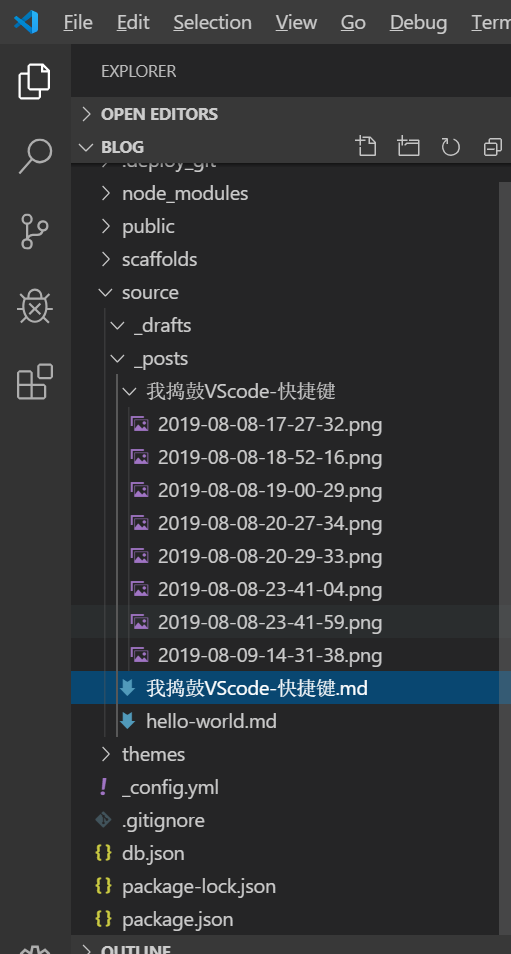 File Edit Selection View Go Debug Term
EXPLORER
OPEN EDITORS
BLOG
.deploy_git
node_modules
public
scaffolds
source
_drafts
_posts
我捣鼓VScode-快捷键
2019-08-08-17-27-32.png
2019-08-08-18-52-16.png
2019-08-08-19-00-29.png
2019-08-08-20-27-34.png
2019-08-08-20-29-33.png
2019-08-08-23-41-04.png
2019-08-08-23-41-59.png
2019-08-09-14-31-38.png
我捣鼓VScode-快捷键.md
hello-world.md
themes
_config.yml
.gitignore
db.json
package-lock.json
package.json
OUTLINE